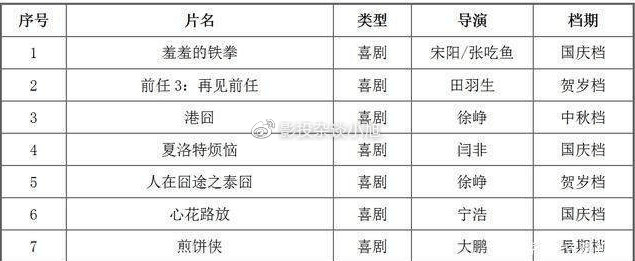 序号 片名 类型 导演 档期
1 羞羞的铁拳 喜剧 宋阳/张吃鱼 国庆档
2 前任 3：再见前任 喜剧 田羽生 贺岁档
3 港囧 喜剧 徐峥 中秋档
4 夏洛特烦恼 喜剧 闫非 国庆档
5 人在囧途之泰囧 喜剧 徐峥 贺岁档
6 心花路放 喜剧 宁浩 国庆档
7 煎饼侠 喜剧 大鹏 暑期档